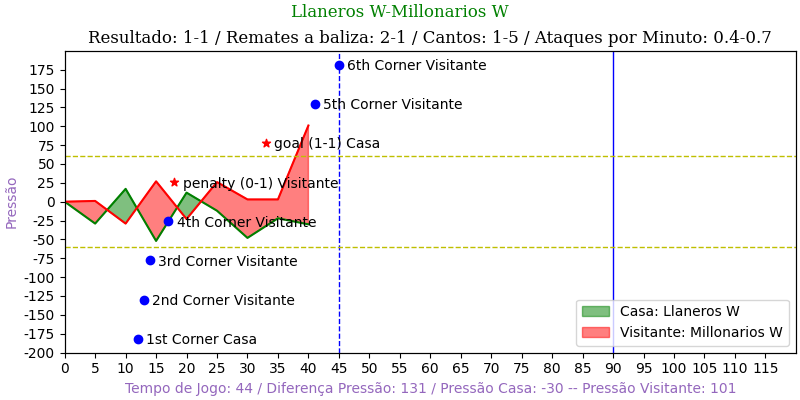 Llaneros W-Millonarios W
Resultado: 1-1 / Remates a baliza: 2-1 / Cantos: 1-5 / Ataques por Minuto: 0.4-0.7
Pressão
175
150
125
100
75
50
25
0
-25
-50
-75
-100
-125
-150
-175
-200
6th Corner Visitante
5th Corner Visitante
goal (1-1) Casa
penalty (0-1) Visitante
4th Corner Visitante
3rd Corner Visitante
2nd Corner Visitante
1st Corner Casa
Casa: Llaneros W
Visitante: Millonarios W
0 5 10 15 20 25 30 35 40 45 50 55 60 65 70 75 80 85 90 95 100 105 110 115
Tempo de Jogo: 44 / Diferença Pressão: 131 / Pressão Casa: -30 -- Pressão Visitante: 101